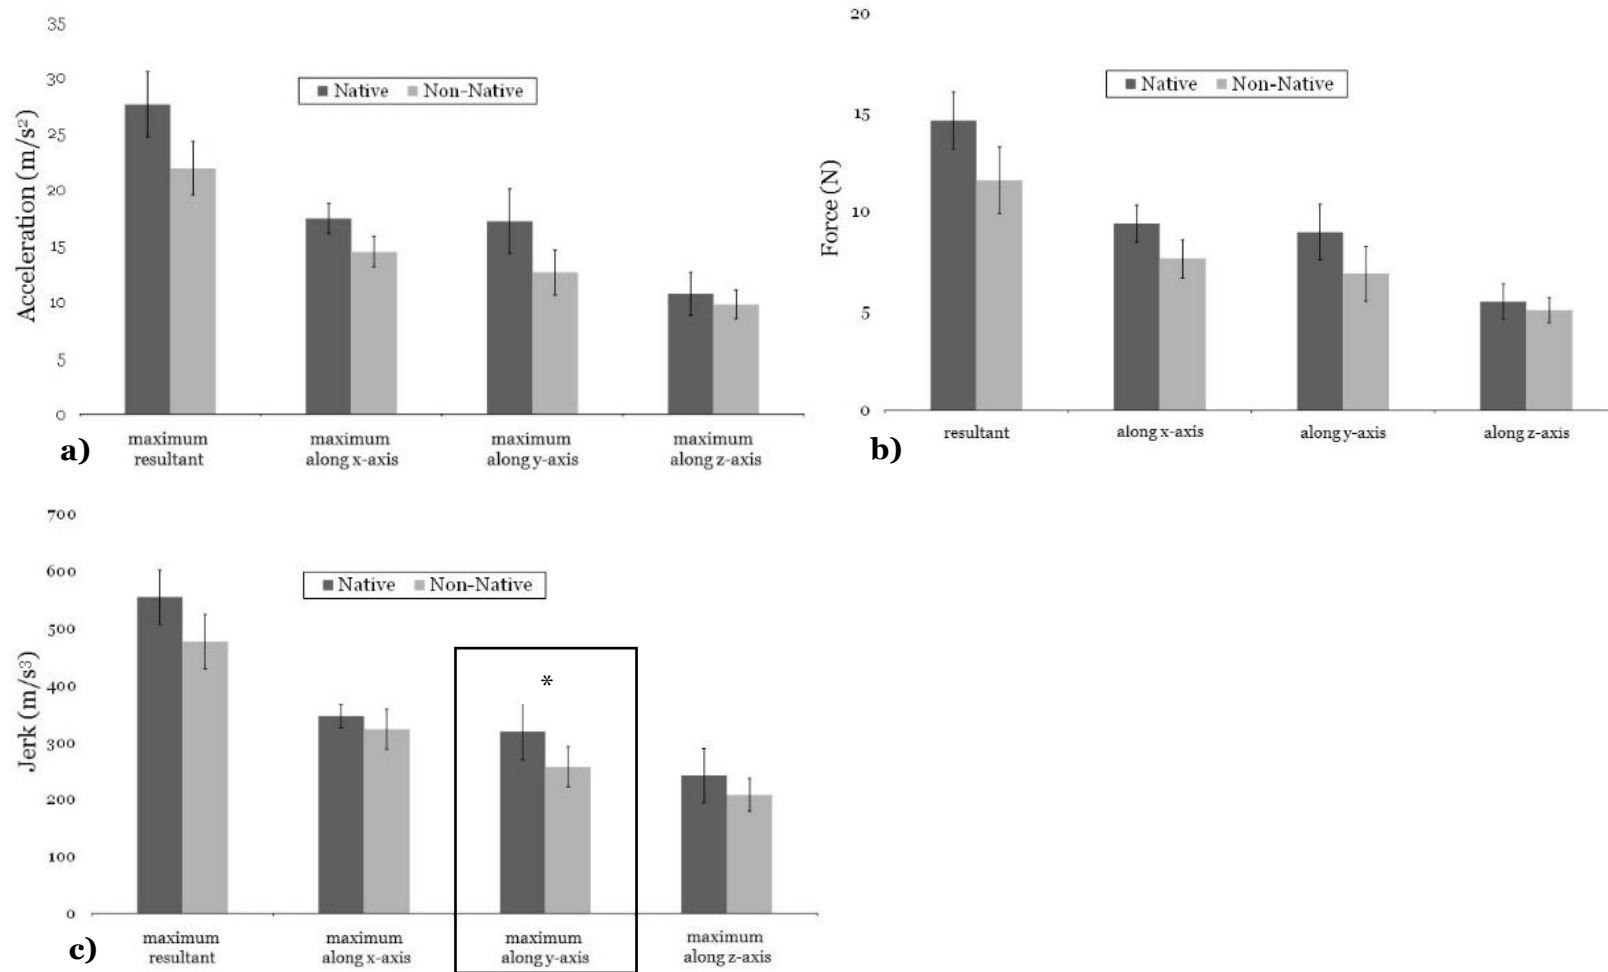 35
30
25
20
15
10
5
0
Acceleration (m/s²)
Native Non-Native
maximum resultant
maximum along x-axis
maximum along y-axis
maximum along z-axis
a)
20
15
10
5
0
Force (N)
Native Non-Native
resultant
along x-axis
along y-axis
along z-axis
b)
700
600
500
400
300
200
100
0
Jerk (m/s³)
Native Non-Native
*
maximum resultant
maximum along x-axis
maximum along y-axis
maximum along z-axis
c)